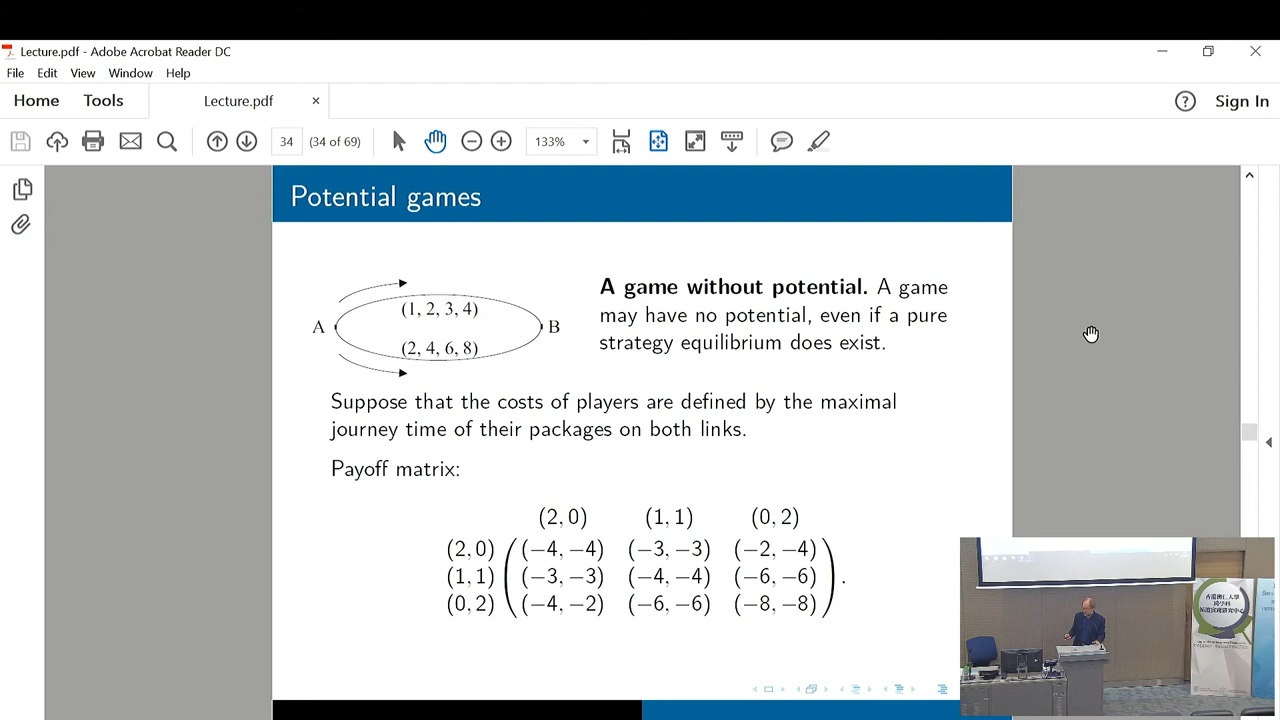 Lecture.pdf - Adobe Acrobat Reader DC
File Edit View Window Help
Home Tools Lecture.pdf × ? Sign In
34 (34 of 69) 133%
Potential games
A (1, 2, 3, 4) B
(2, 4, 6, 8)
A game without potential. A game
may have no potential, even if a pure
strategy equilibrium does exist.
Suppose that the costs of players are defined by the maximal
journey time of their packages on both links.
Payoff matrix:
(2, 0) (1, 1) (0, 2)
(2, 0) (−4, −4) (−3, −3) (−2, −4)
(1, 1) (−3, −3) (−4, −4) (−6, −6) .
(0, 2) (−4, −2) (−6, −6) (−8, −8)